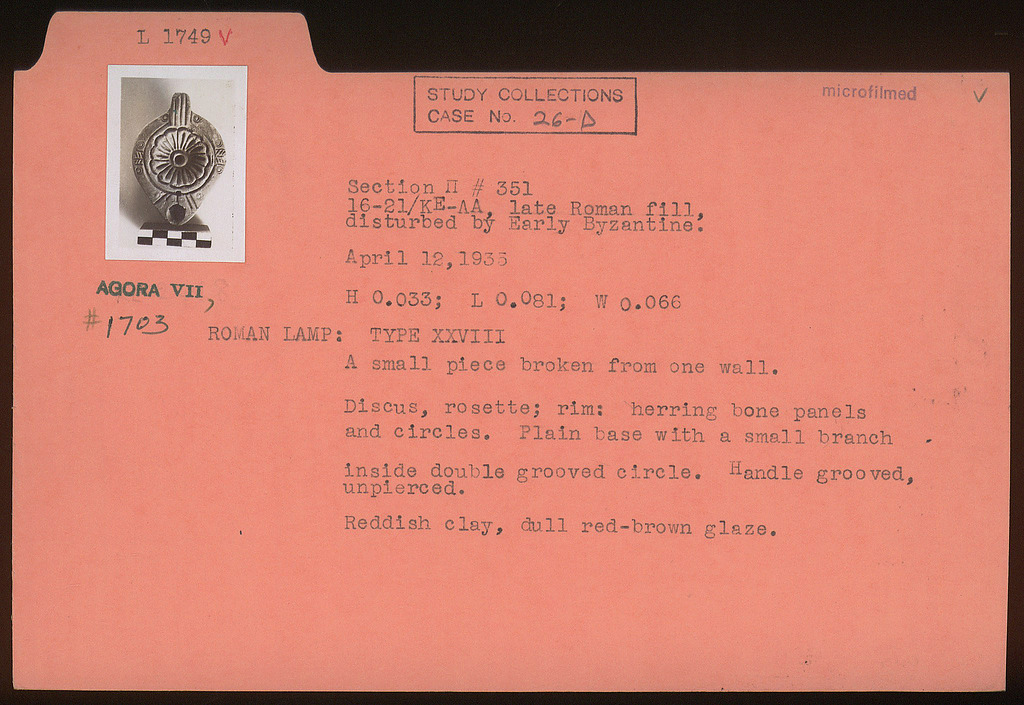 L 1749 V
STUDY COLLECTIONS
CASE No. 26-D
microfilmed
Section Π # 351
16-21/ΚΕ-ΛΑ, late Roman fill,
disturbed by Early Byzantine.
April 12,1935
AGORA VII,
#1703
H 0.033; L 0.081; W 0.066
ROMAN LAMP: TYPE XXVIII
A small piece broken from one wall.
Discus, rosette; rim: herring bone panels
and circles. Plain base with a small branch
inside double grooved circle. Handle grooved,
unpierced.
Reddish clay, dull red-brown glaze.